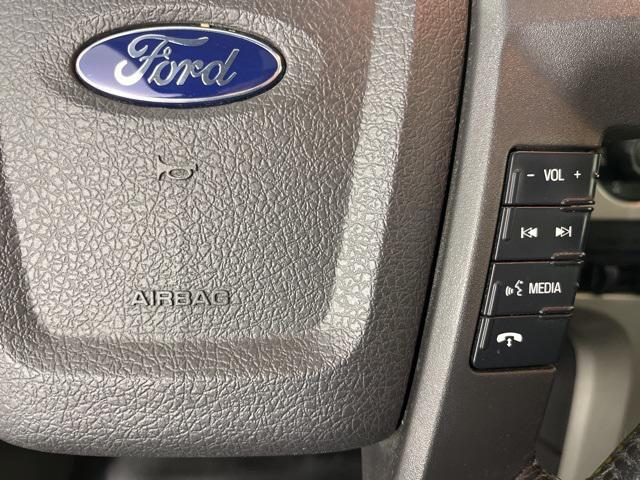 Ford
AIRBAG
- VOL +
MEDIA